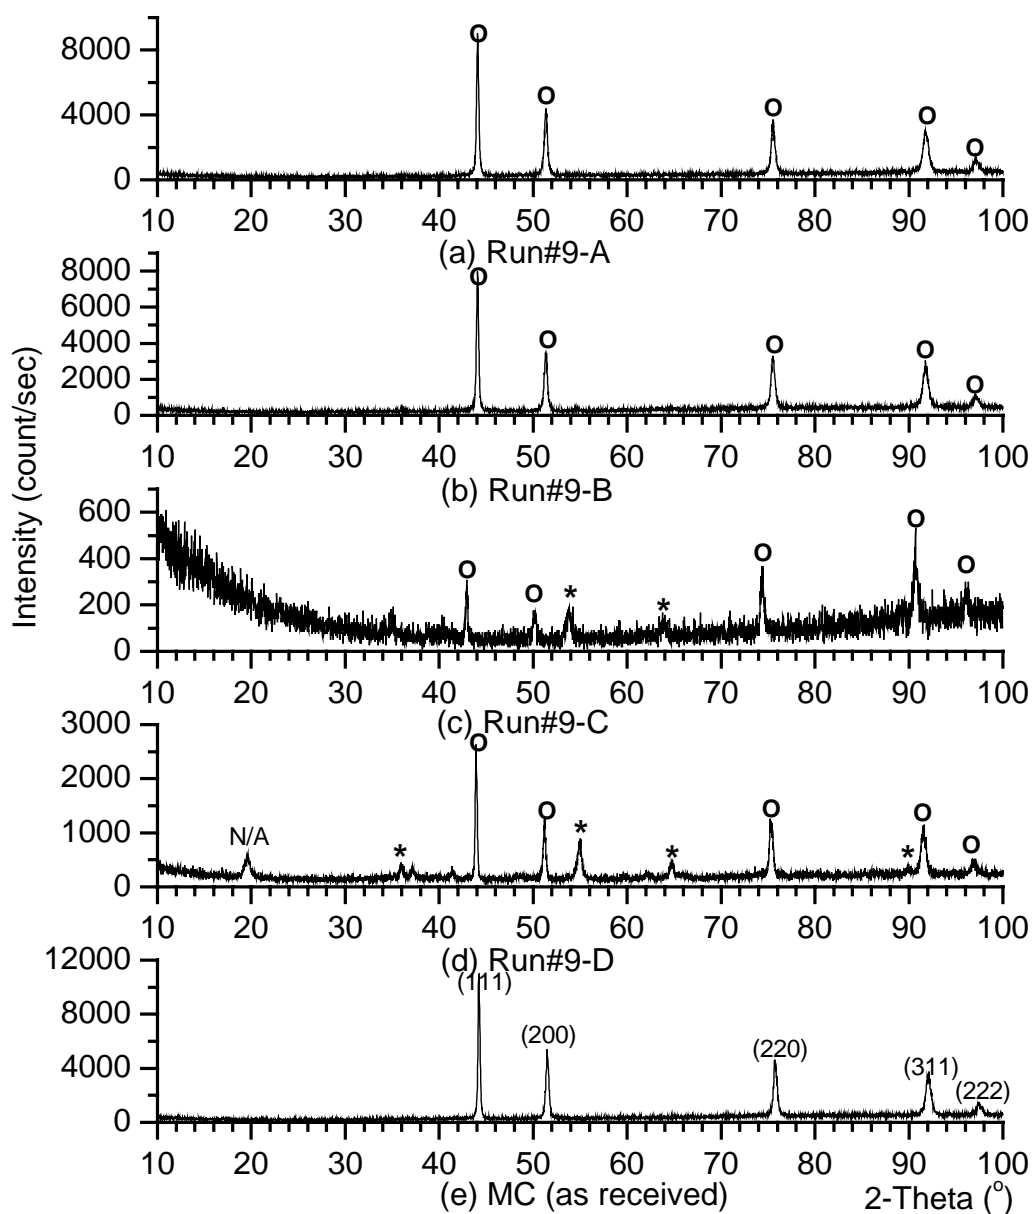 8000
4000
0
O O O O O
10 20 30 40 50 60 70 80 90 100
(a) Run#9-A
8000
6000
4000
2000
0
O O O O O
10 20 30 40 50 60 70 80 90 100
(b) Run#9-B
Intensity (count/sec)
600
400
200
0
O O * * O O O
10 20 30 40 50 60 70 80 90 100
(c) Run#9-C
3000
2000
1000
0
N/A * O O * * O * O O
10 20 30 40 50 60 70 80 90 100
(d) Run#9-D
12000
8000
4000
0
(111) (200) (220) (311) (222)
10 20 30 40 50 60 70 80 90 100
(e) MC (as received)
2-Theta (°)